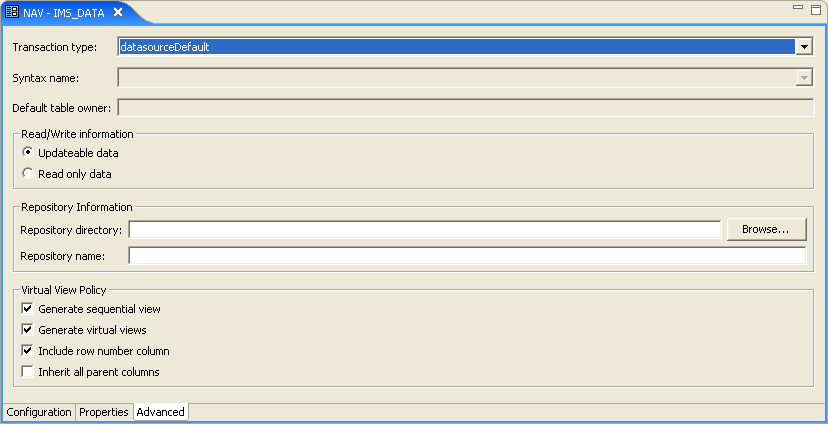 NAV - IMS_DATA
Transaction type: datasourceDefault
Syntax name:
Default table owner:
Read/Write information
Updateable data
Read only data
Repository Information
Repository directory: Browse...
Repository name:
Virtual View Policy
Generate sequential view
Generate virtual views
Include row number column
Inherit all parent columns
Configuration Properties Advanced